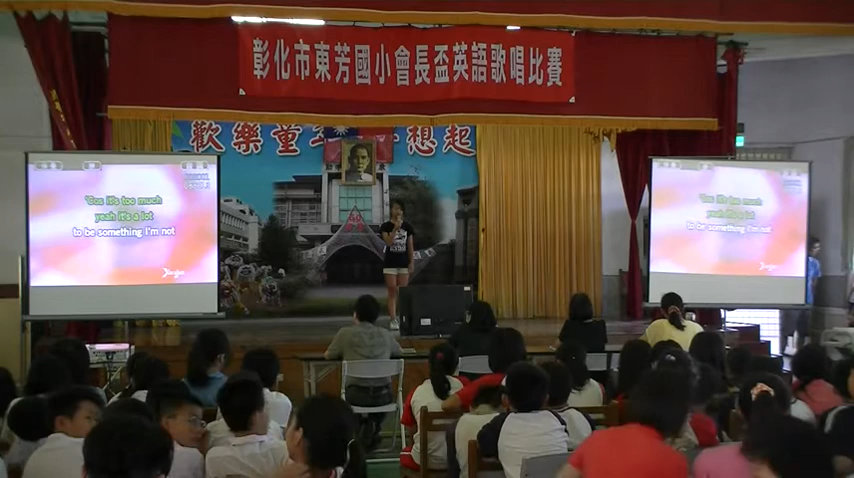 彰化市東芳國小會長盃英語歌唱比賽
歡樂童年 想起
'Cos it's too much
yeah it's a lot
to be something I'm not
'Cos it's too much
yeah it's a lot
to be something I'm not